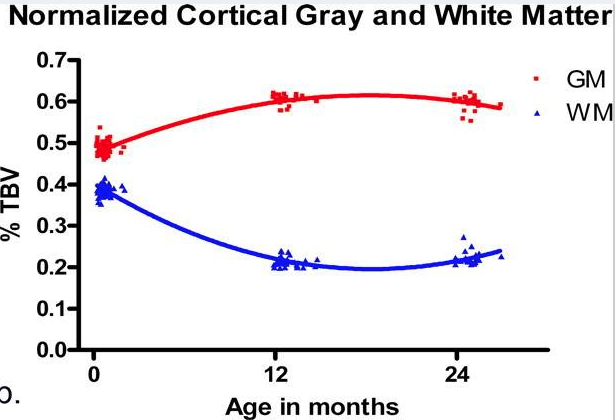 Normalized Cortical Gray and White Matter
0.7
0.6
0.5
0.4
0.3
0.2
0.1
0.0
% TBV
GM
WM
0 12 24
Age in months
b.